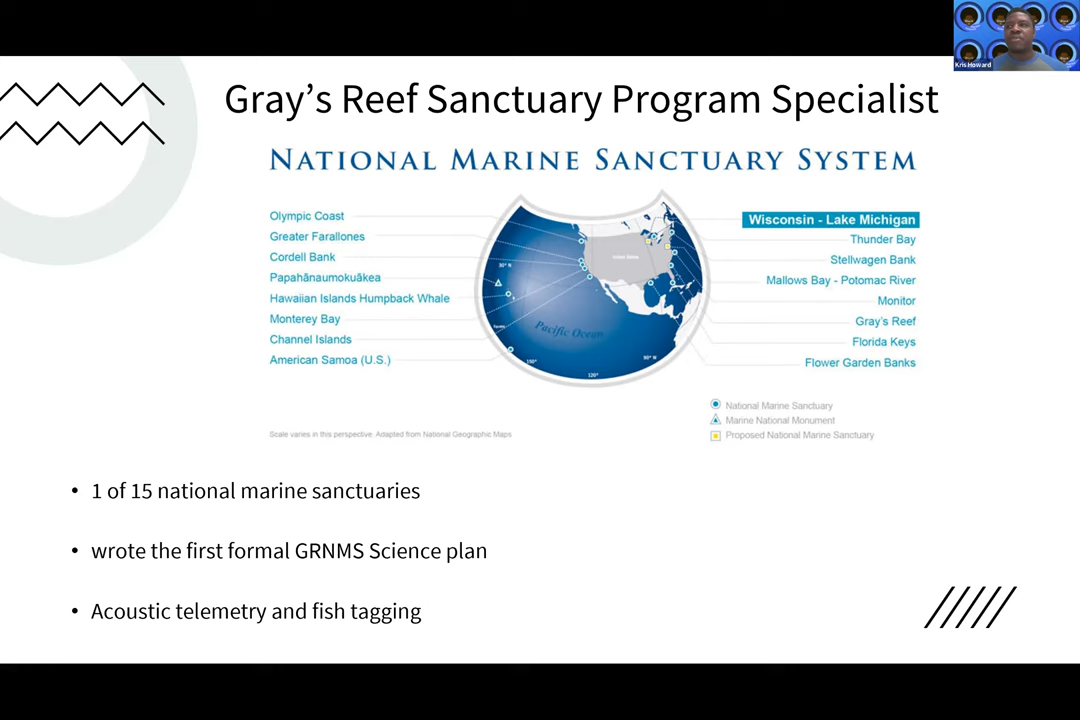 Kris Howard
Gray’s Reef Sanctuary Program Specialist
NATIONAL MARINE SANCTUARY SYSTEM
Olympic Coast
Greater Farallones
Cordell Bank
Papahānaumokuākea
Hawaiian Islands Humpback Whale
Monterey Bay
Channel Islands
American Samoa (U.S.)
30° N
Pacific Ocean
150°
120°
90° W
Wisconsin - Lake Michigan
Thunder Bay
Stellwagen Bank
Mallows Bay - Potomac River
Monitor
Gray's Reef
Florida Keys
Flower Garden Banks
National Marine Sanctuary
Marine National Monument
Proposed National Marine Sanctuary
Scale varies in this perspective. Adapted from National Geographic Maps
• 1 of 15 national marine sanctuaries
• wrote the first formal GRNMS Science plan
• Acoustic telemetry and fish tagging